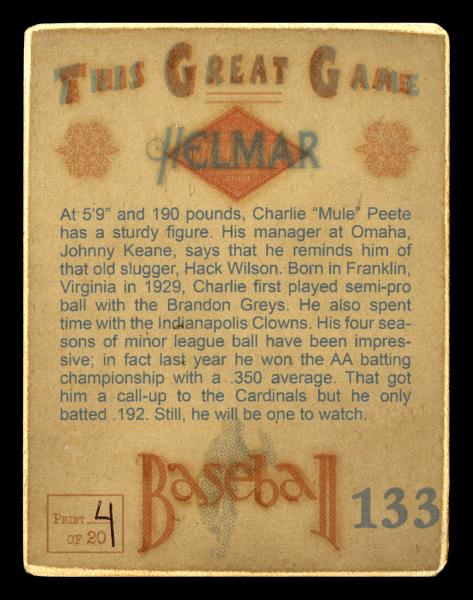 THIS GREAT GAME
HELMAR
At 5'9" and 190 pounds, Charlie "Mule" Peete
has a sturdy figure. His manager at Omaha,
Johnny Keane, says that he reminds him of
that old slugger, Hack Wilson. Born in Franklin,
Virginia in 1929, Charlie first played semi-pro
ball with the Brandon Greys. He also spent
time with the Indianapolis Clowns. His four sea-
sons of minor league ball have been impres-
sive; in fact last year he won the AA batting
championship with a .350 average. That got
him a call-up to the Cardinals but he only
batted .192. Still, he will be one to watch.
Baseball
133
PRINT 4
OF 20